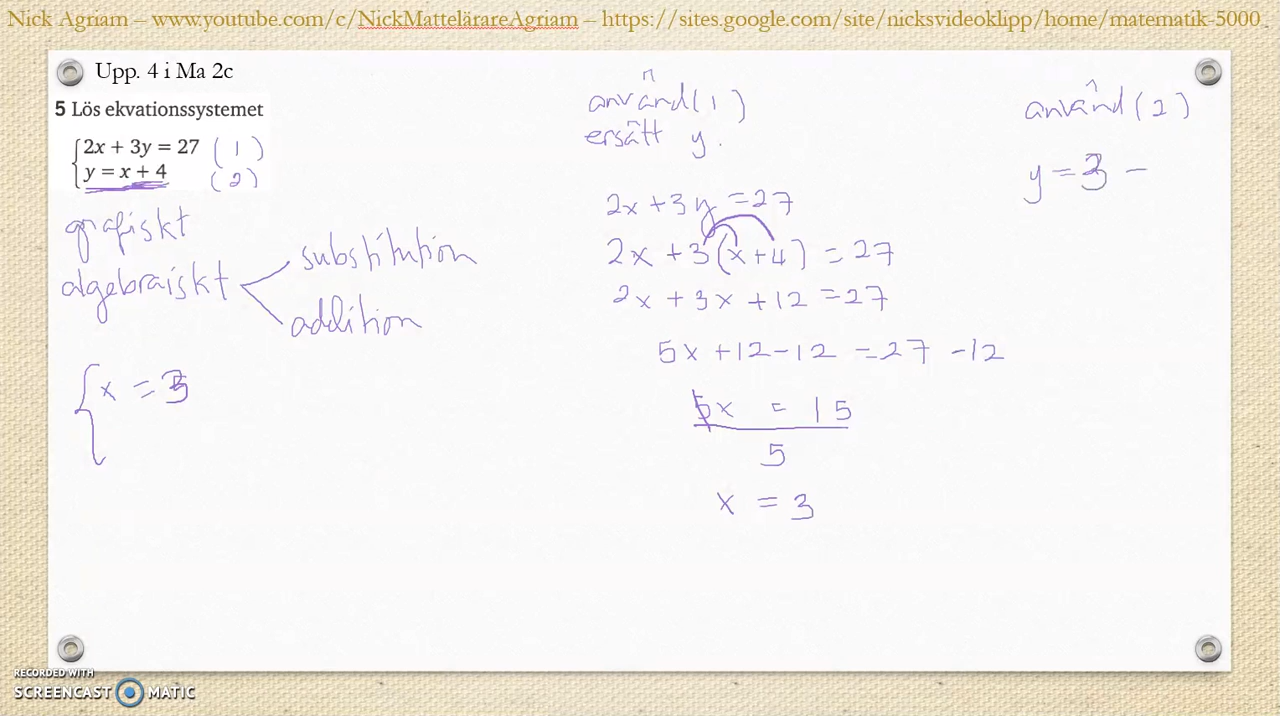 Nick Agriam – www.youtube.com/c/NickMattelärareAgriam – https://sites.google.com/site/nicksvideoklipp/home/matematik-5000 .
Upp. 4 i Ma 2c
5 Lös ekvationssystemet
2x + 3y = 27 (1)
y = x + 4 (2)
grafiskt
algebraiskt
substitution
addition
x = 3
använd (1)
ersätt y.
2x + 3y = 27
2x + 3(x + 4) = 27
2x + 3x + 12 = 27
5x + 12 - 12 = 27 - 12
5x = 15
5
x = 3
använd (2)
y = 3 -
RECORDED WITH
SCREENCAST MATIC